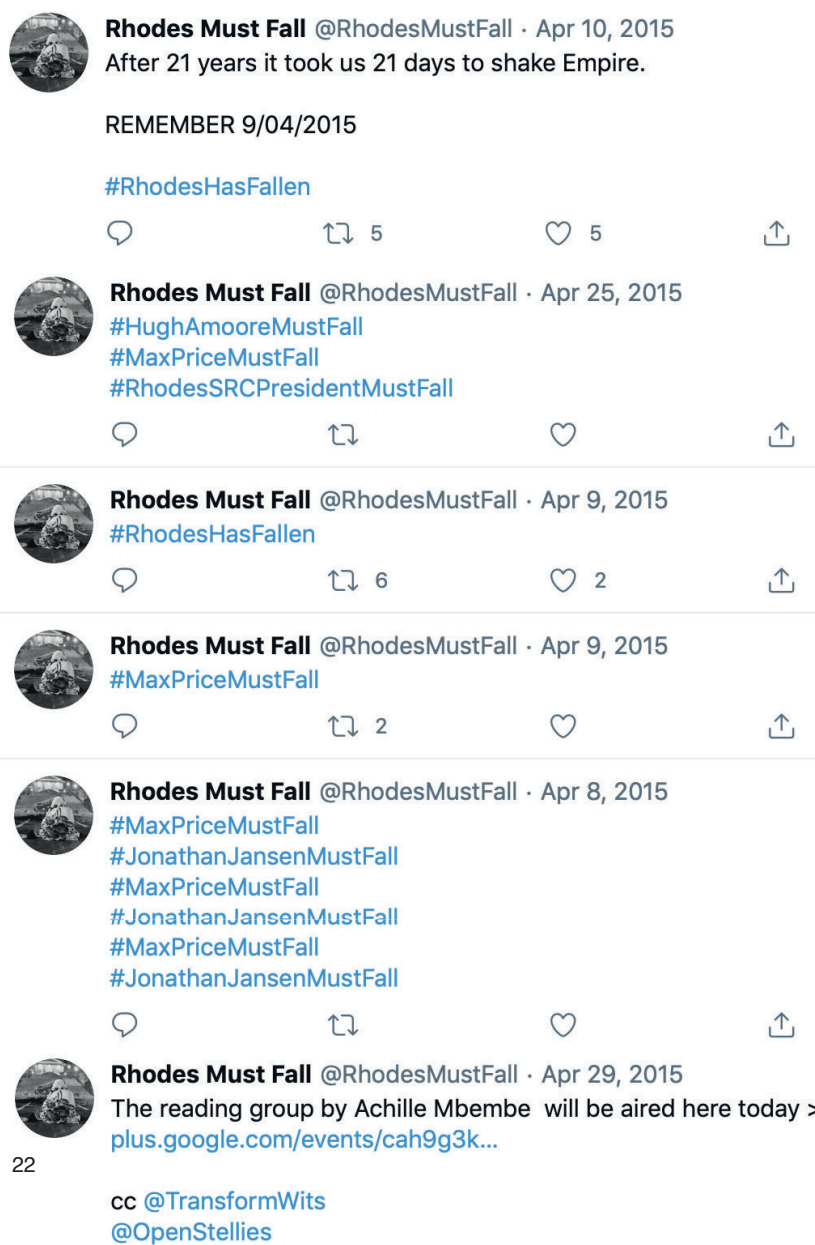 Rhodes Must Fall @RhodesMustFall · Apr 10, 2015
After 21 years it took us 21 days to shake Empire.
REMEMBER 9/04/2015
#RhodesHasFallen
5 5
Rhodes Must Fall @RhodesMustFall · Apr 25, 2015
#HughAmooreMustFall
#MaxPriceMustFall
#RhodesSRCPresidentMustFall
Rhodes Must Fall @RhodesMustFall · Apr 9, 2015
#RhodesHasFallen
6 2
Rhodes Must Fall @RhodesMustFall · Apr 9, 2015
#MaxPriceMustFall
2
Rhodes Must Fall @RhodesMustFall · Apr 8, 2015
#MaxPriceMustFall
#JonathanJansenMustFall
#MaxPriceMustFall
#JonathanJansenMustFall
#MaxPriceMustFall
#JonathanJansenMustFall
Rhodes Must Fall @RhodesMustFall · Apr 29, 2015
The reading group by Achille Mbembe will be aired here today >
plus.google.com/events/cah9g3k...
22
cc @TransformWits
@OpenStellies